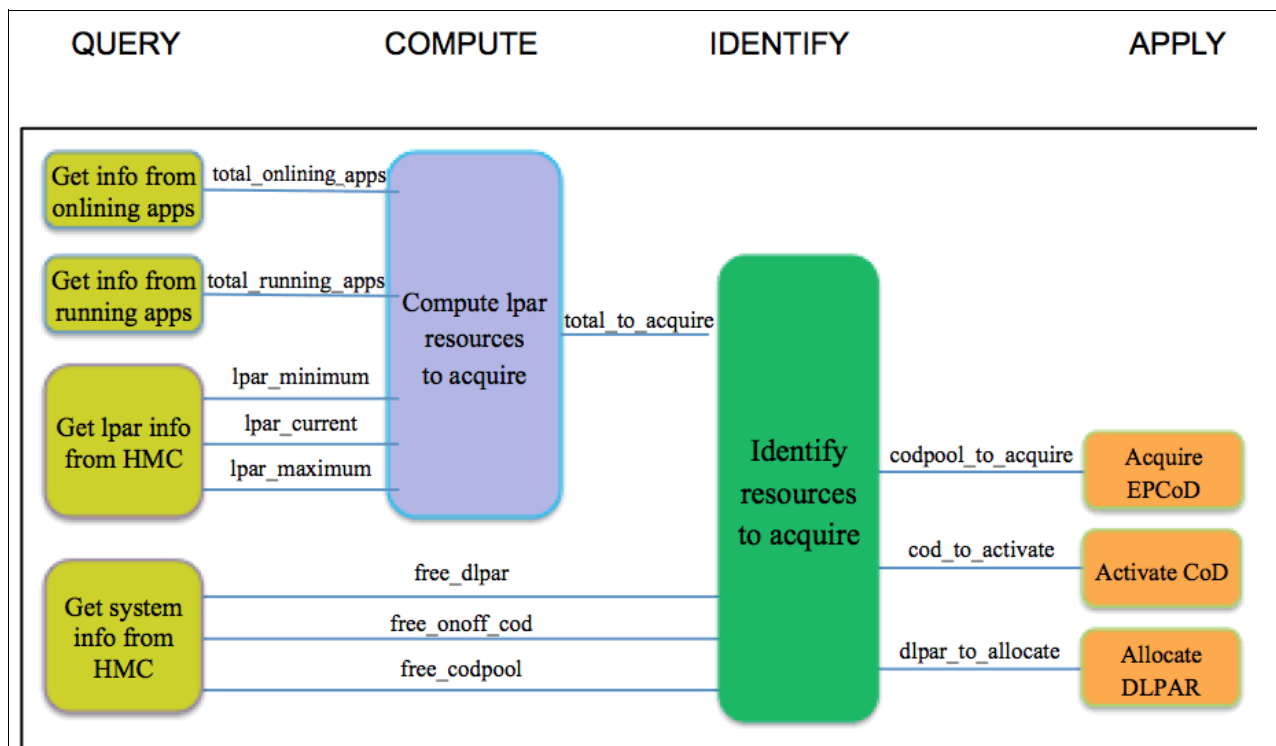 QUERY
COMPUTE
IDENTIFY
APPLY
Get info from
onlining apps
total_onlining_apps
Get info from
running apps
total_running_apps
Compute lpar
resources
to acquire
total_to_acquire
Get lpar info
from HMC
lpar_minimum
lpar_current
lpar_maximum
Identify
resources
to acquire
codpool_to_acquire
Acquire
EPCoD
cod_to_activate
Activate CoD
dlpar_to_allocate
Allocate
DLPAR
Get system
info from
HMC
free_dlpar
free_onoff_cod
free_codpool